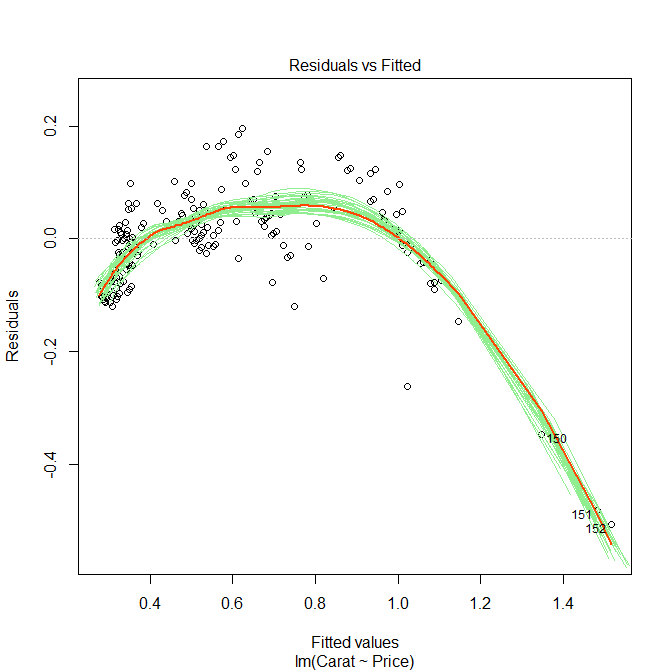 Residuals vs Fitted
Residuals
0.2
0.0
-0.2
-0.4
150
151
152
0.4 0.6 0.8 1.0 1.2 1.4
Fitted values
lm(Carat ~ Price)